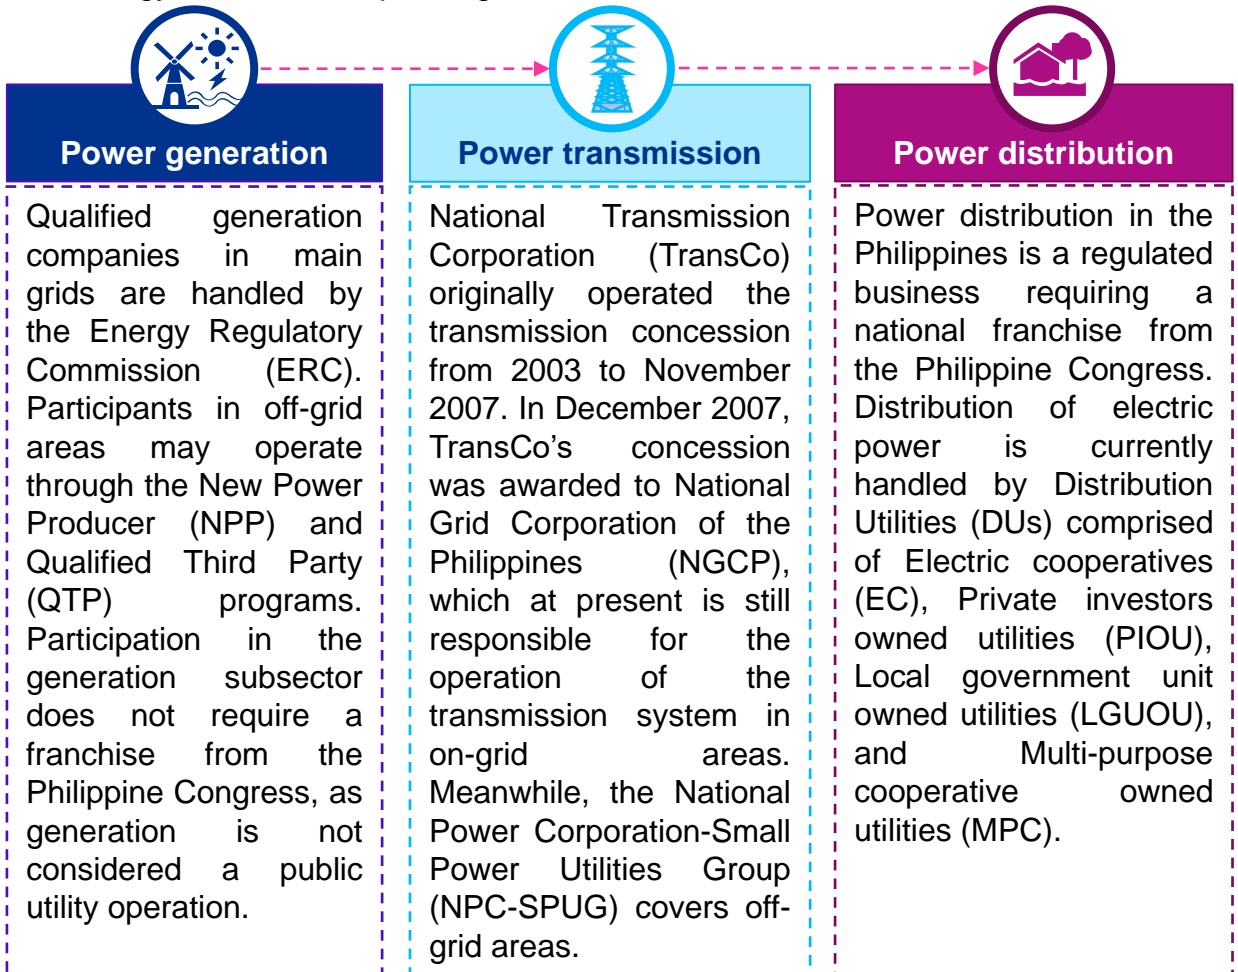 Power generation
Qualified generation
companies in main
grids are handled by
the Energy Regulatory
Commission (ERC).
Participants in off-grid
areas may operate
through the New Power
Producer (NPP) and
Qualified Third Party
(QTP) programs.
Participation in the
generation subsector
does not require a
franchise from the
Philippine Congress, as
generation is not
considered a public
utility operation.
Power transmission
National Transmission
Corporation (TransCo)
originally operated the
transmission concession
from 2003 to November
2007. In December 2007,
TransCo’s concession
was awarded to National
Grid Corporation of the
Philippines (NGCP),
which at present is still
responsible for the
operation of the
transmission system in
on-grid areas.
Meanwhile, the National
Power Corporation-Small
Power Utilities Group
(NPC-SPUG) covers off-
grid areas.
Power distribution
Power distribution in the
Philippines is a regulated
business requiring a
national franchise from
the Philippine Congress.
Distribution of electric
power is currently
handled by Distribution
Utilities (DUs) comprised
of Electric cooperatives
(EC), Private investors
owned utilities (PIOU),
Local government unit
owned utilities (LGUOU),
and Multi-purpose
cooperative owned
utilities (MPC).